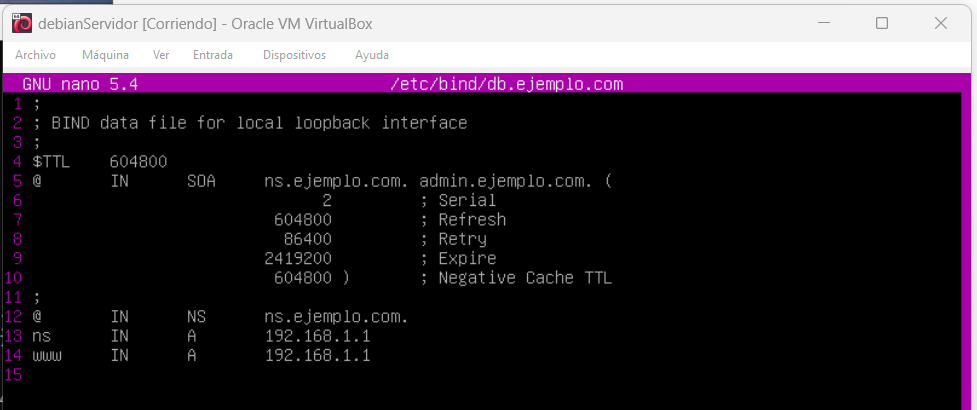 debianServidor [Corriendo] - Oracle VM VirtualBox
Archivo Máquina Ver Entrada Dispositivos Ayuda
GNU nano 5.4 /etc/bind/db.ejemplo.com
1 ;
2 ; BIND data file for local loopback interface
3 ;
4 $TTL 604800
5 @ IN SOA ns.ejemplo.com. admin.ejemplo.com. (
6 2 ; Serial
7 604800 ; Refresh
8 86400 ; Retry
9 2419200 ; Expire
10 604800 ) ; Negative Cache TTL
11 ;
12 @ IN NS ns.ejemplo.com.
13 ns IN A 192.168.1.1
14 www IN A 192.168.1.1
15